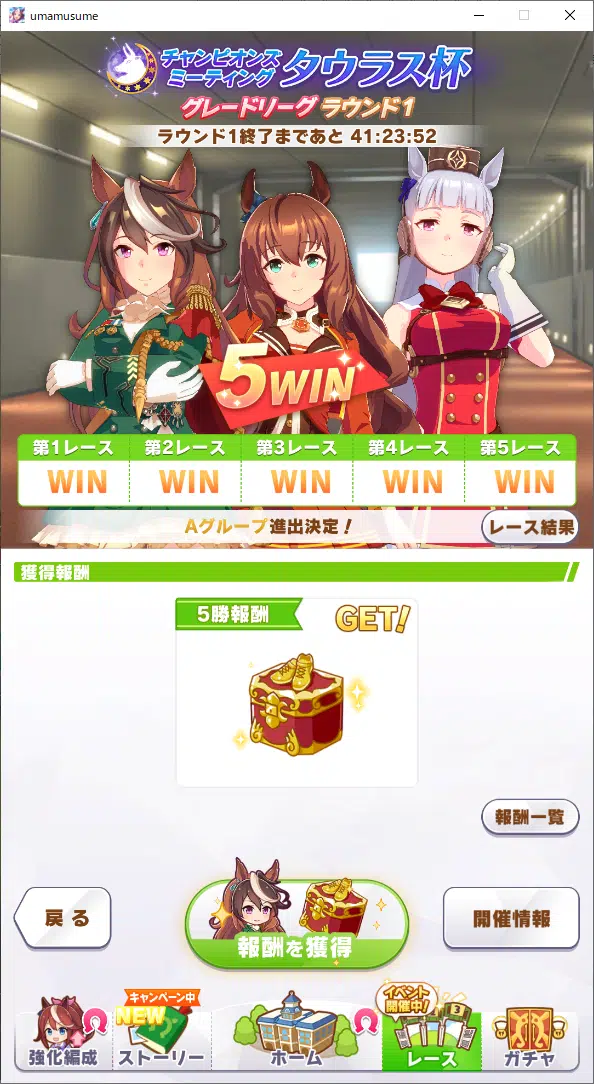 umamusume
チャンピオンズ
ミーティング タウラス杯
グレードリーグ ラウンド1
ラウンド1終了まであと 41:23:52
5WIN
第1レース 第2レース 第3レース 第4レース 第5レース
WIN WIN WIN WIN WIN
Aグループ進出決定！
レース結果
獲得報酬
5勝報酬 GET!
報酬一覧
戻る
報酬を獲得
開催情報
キャンペーン中
NEW
イベント
開催中!
3
強化編成 ストーリー ホーム レース ガチャ